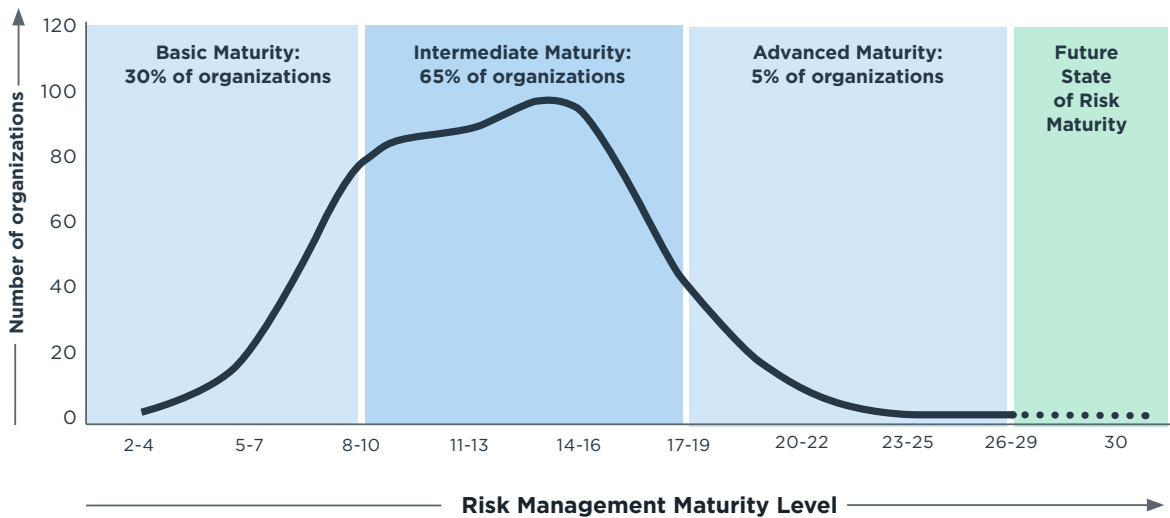 Number of organizations
120
100
80
60
40
20
0
Basic Maturity:
30% of organizations
Intermediate Maturity:
65% of organizations
Advanced Maturity:
5% of organizations
Future
State
of Risk
Maturity
2-4
5-7
8-10
11-13
14-16
17-19
20-22
23-25
26-29
30
Risk Management Maturity Level